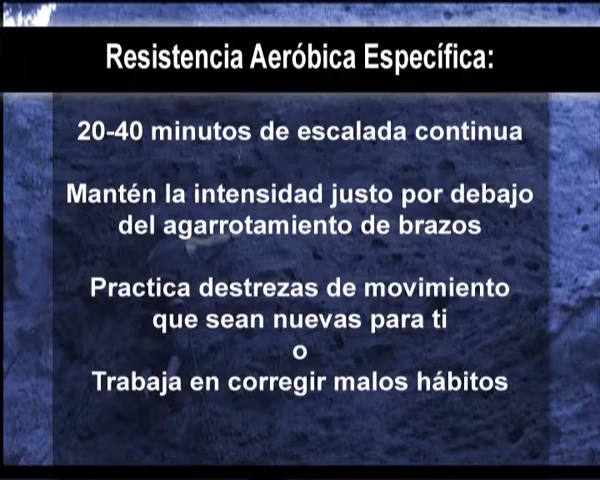 Resistencia Aeróbica Específica:
20-40 minutos de escalada continua
Mantén la intensidad justo por debajo
del agarrotamiento de brazos
Practica destrezas de movimiento
que sean nuevas para ti
o
Trabaja en corregir malos hábitos